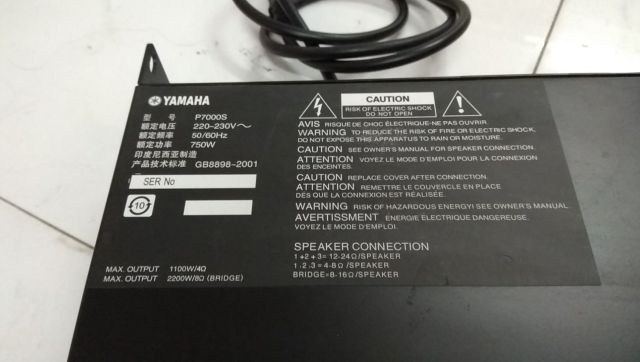 YAMAHA
型 号 P7000S
额定电压 220-230V～
额定频率 50/60Hz
额定功率 750W
印度尼西亚制造
产品技术标准 GB8898-2001
SER No
10
MAX. OUTPUT 1100W/4Ω
MAX. OUTPUT 2200W/8Ω (BRIDGE)
CAUTION
RISK OF ELECTRIC SHOCK
DO NOT OPEN
AVIS RISQUE DE CHOC ÉLECTRIQUE-NE PAS OUVRIR.
WARNING TO REDUCE THE RISK OF FIRE OR ELECTRIC SHOCK,
DO NOT EXPOSE THIS APPARATUS TO RAIN OR MOISTURE.
CAUTION SEE OWNER'S MANUAL FOR SPEAKER CONNECTION.
ATTENTION VOYEZ LE MODE D'EMPLOI POUR LA CONNEXION
DES ENCEINTES.
CAUTION REPLACE COVER AFTER CONNECTION.
ATTENTION REMETTRE LE COUVERCLE EN PLACE
DÈS QUE LA CONNEXION EST RÉALISÉE.
WARNING RISK OF HAZARDOUS ENERGY! SEE OWNER'S MANUAL.
AVERTISSEMENT ÉNERGIE ÉLECTRIQUE DANGEREUSE.
VOYEZ LE MODE D'EMPLOI.
SPEAKER CONNECTION
1+2+3=12-24Ω/SPEAKER
1.2.3=4-8Ω/SPEAKER
BRIDGE=8-16Ω/SPEAKER